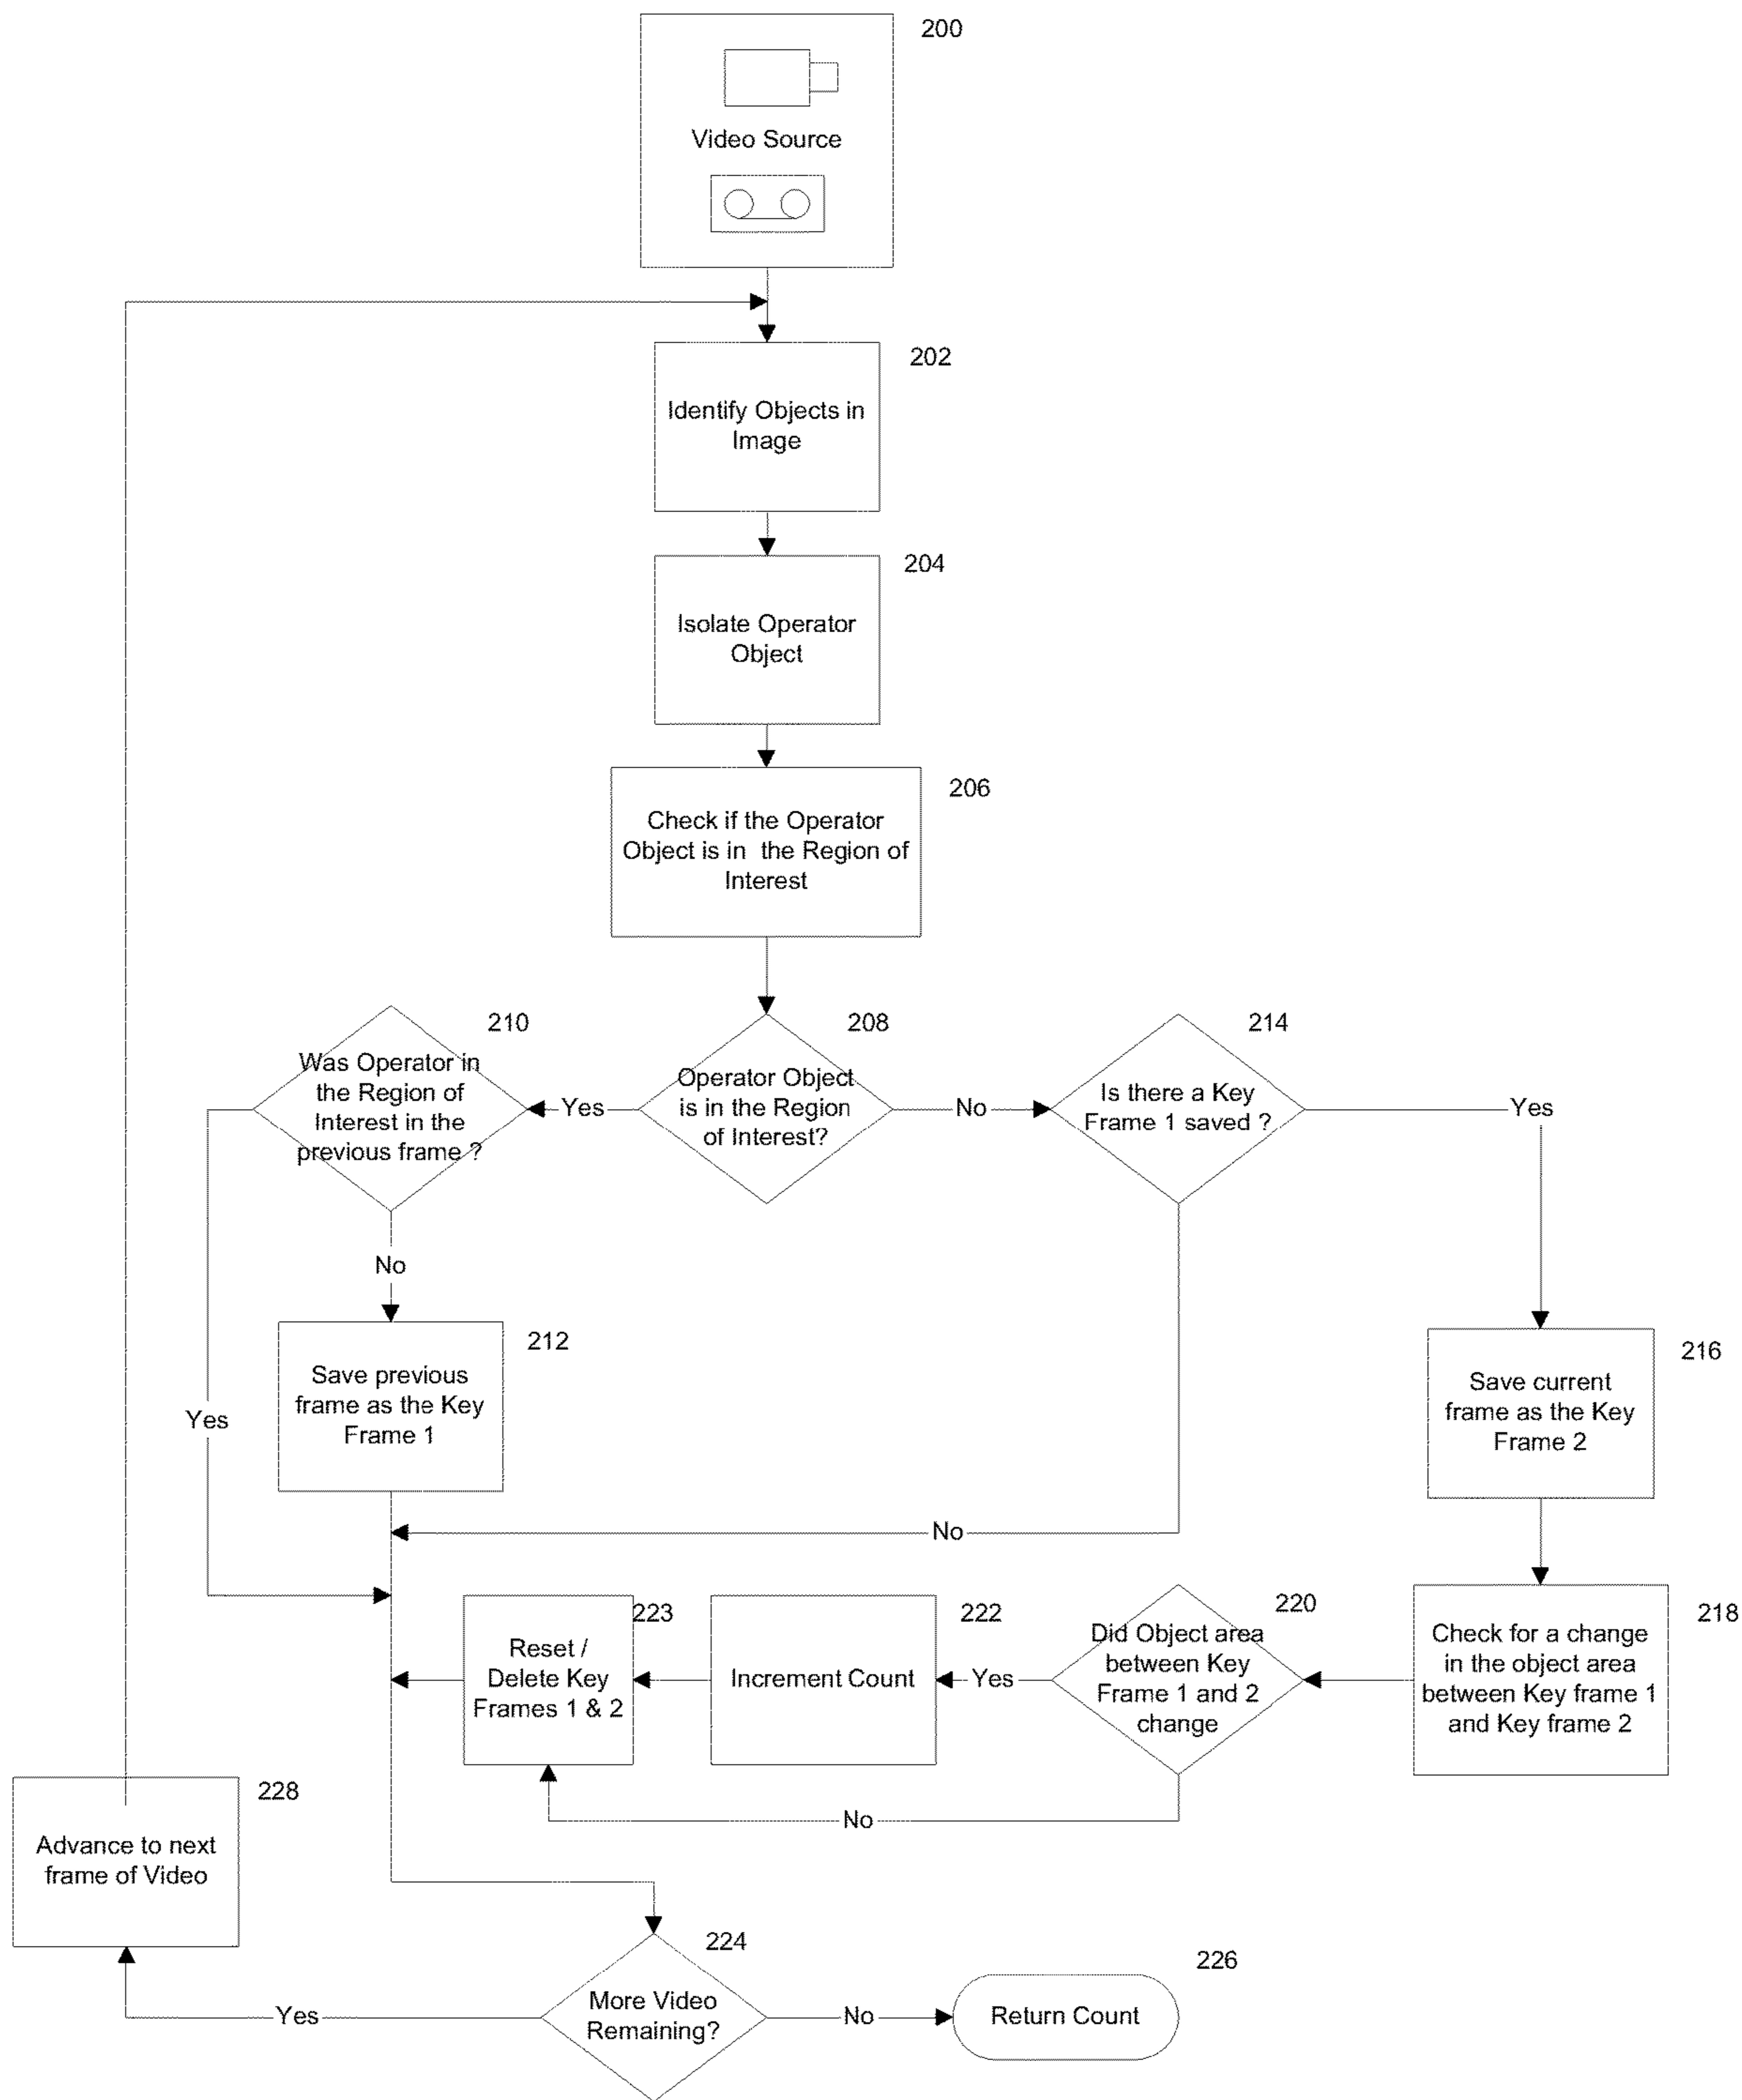 200
Video Source
202
Identify Objects in
Image
204
Isolate Operator
Object
206
Check if the Operator
Object is in the Region of
Interest
210
Was Operator in
the Region of
Interest in the
previous frame ?
208
Operator Object
is in the Region
of Interest?
214
Is there a Key
Frame 1 saved ?
Yes
No
Yes
No
212
Save previous
frame as the Key
Frame 1
Yes
216
Save current
frame as the Key
Frame 2
No
223
Reset /
Delete Key
Frames 1 & 2
222
Increment Count
Yes
220
Did Object area
between Key
Frame 1 and 2
change
218
Check for a change
in the object area
between Key frame 1
and Key frame 2
No
228
Advance to next
frame of Video
224
More Video
Remaining?
Yes
No
226
Return Count